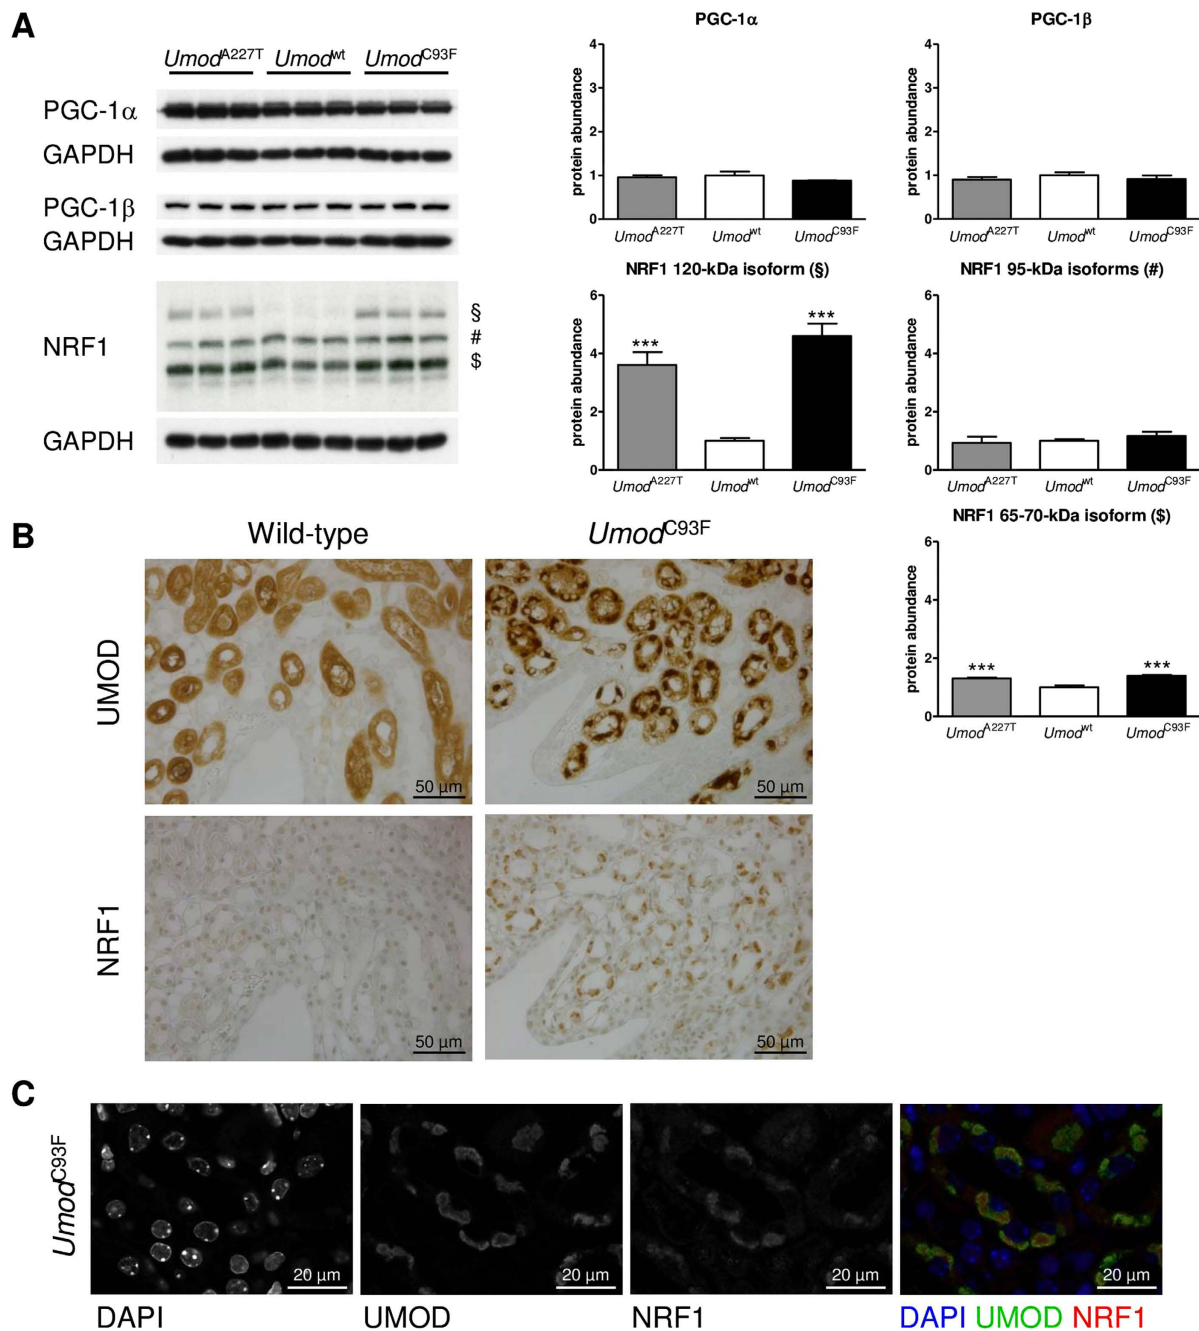 A
UmodA227T Umodwt UmodC93F
PGC-1α
GAPDH
PGC-1β
GAPDH
NRF1
§
#
$
GAPDH
PGC-1α
protein abundance
4
3
2
1
0
UmodA227T Umodwt UmodC93F
PGC-1β
protein abundance
4
3
2
1
0
UmodA227T Umodwt UmodC93F
NRF1 120-kDa isoform (§)
protein abundance
6
4
2
0
*** ***
UmodA227T Umodwt UmodC93F
NRF1 95-kDa isoforms (#)
protein abundance
6
4
2
0
UmodA227T Umodwt UmodC93F
NRF1 65-70-kDa isoform ($)
protein abundance
6
4
2
0
*** ***
UmodA227T Umodwt UmodC93F
B
Wild-type UmodC93F
UMOD
50 µm 50 µm
NRF1
50 µm 50 µm
C
UmodC93F
20 µm 20 µm 20 µm 20 µm
DAPI UMOD NRF1 DAPI UMOD NRF1